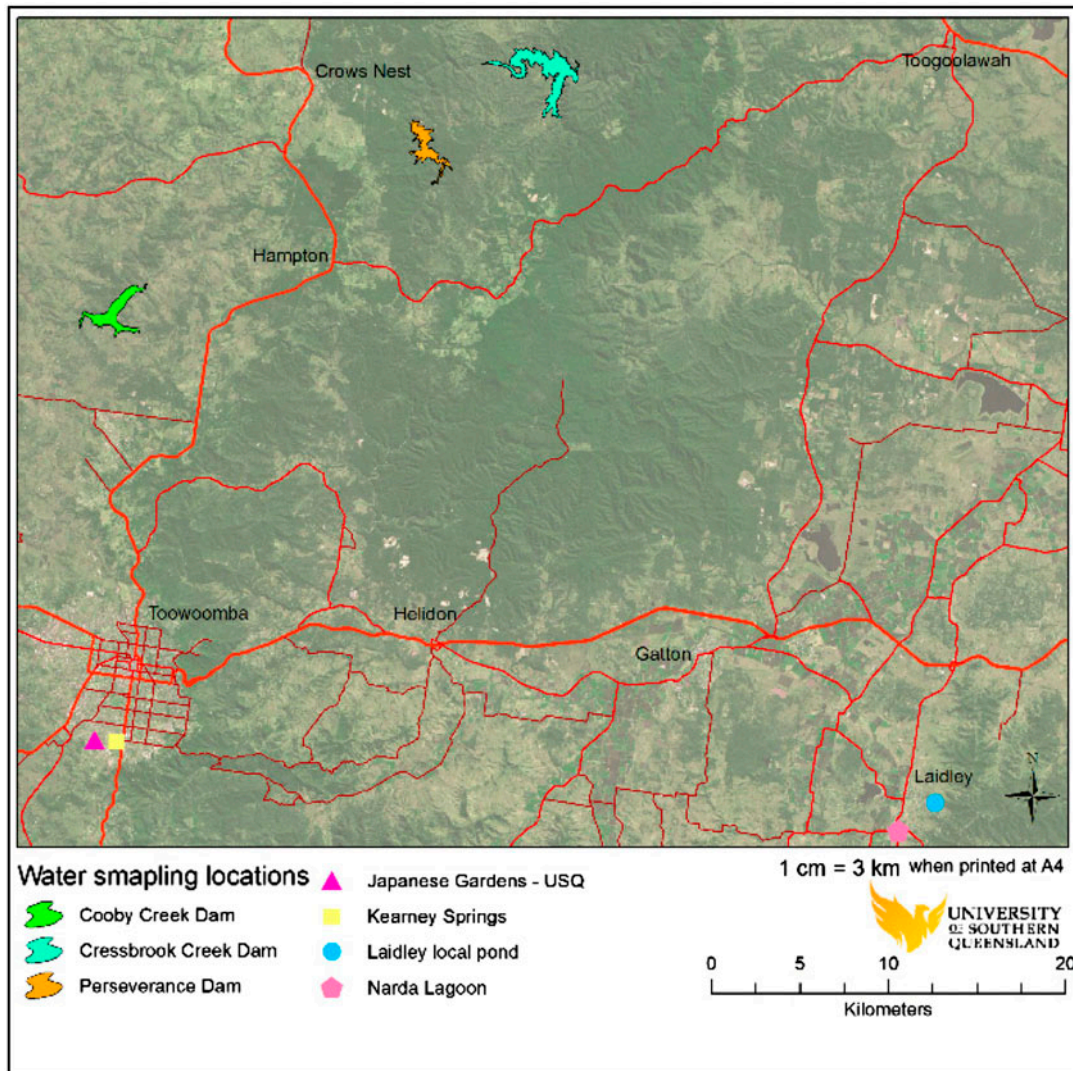 Toogoolawah
Crows Nest
Hampton
Toowoomba
Helidon
Gatton
N
Laidley
Water smapling locations
Cooby Creek Dam
Cressbrook Creek Dam
Perseverance Dam
Japanese Gardens - USQ
Kearney Springs
Laidley local pond
Narda Lagoon
1 cm = 3 km when printed at A4
UNIVERSITY
OF SOUTHERN
QUEENSLAND
0 5 10 20
Kilometers